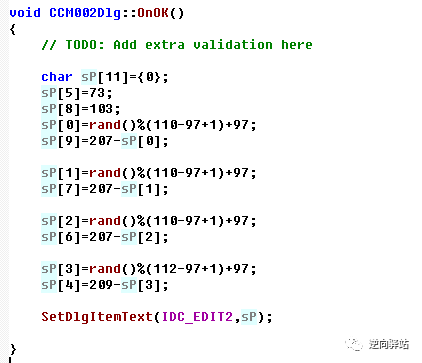 void CCM002Dlg::OnOK()
{
// TODO: Add extra validation here
char sP[11]={0};
sP[5]=73;
sP[8]=103;
sP[0]=rand()%(110-97+1)+97;
sP[9]=207-sP[0];
sP[1]=rand()%(110-97+1)+97;
sP[7]=207-sP[1];
sP[2]=rand()%(110-97+1)+97;
sP[6]=207-sP[2];
sP[3]=rand()%(112-97+1)+97;
sP[4]=209-sP[3];
SetDlgItemText(IDC_EDIT2,sP);
逆向驿站
}